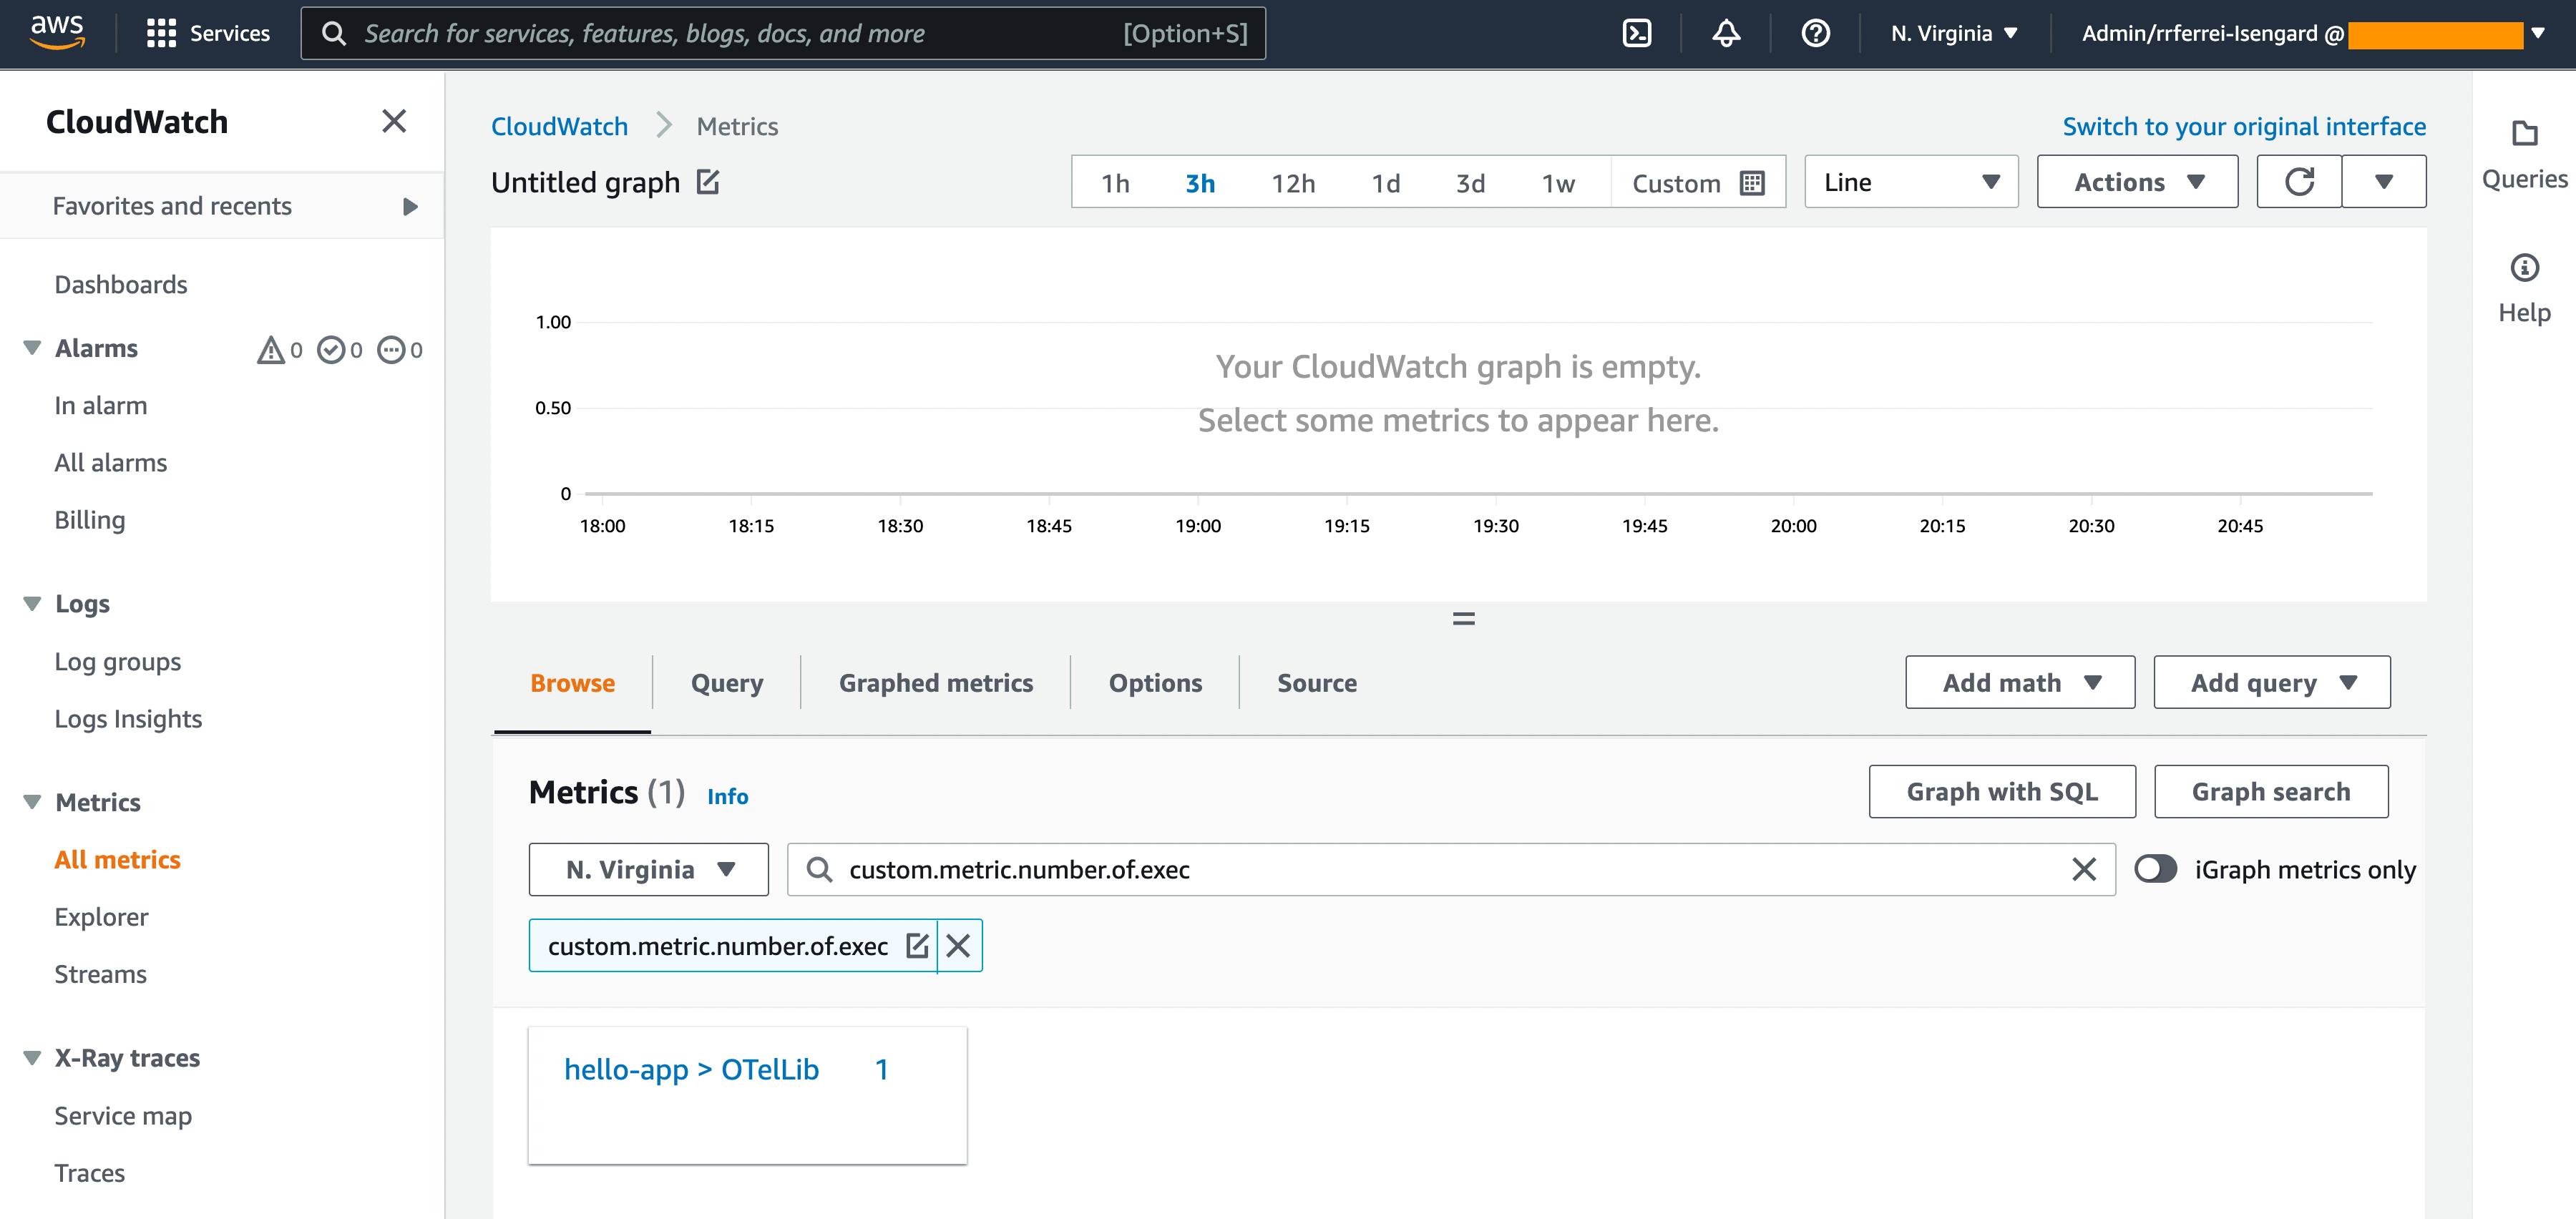 aws
Services
Search for services, features, blogs, docs, and more
[Option+S]
N. Virginia
Admin/rrferrei-Isengard @
CloudWatch
Favorites and recents
Dashboards
Alarms
0
0
0
In alarm
All alarms
Billing
Logs
Log groups
Logs Insights
Metrics
All metrics
Explorer
Streams
X-Ray traces
Service map
Traces
CloudWatch
Metrics
Switch to your original interface
Untitled graph
1h
3h
12h
1d
3d
1w
Custom
Line
Actions
1.00
0.50
0
Your CloudWatch graph is empty.
Select some metrics to appear here.
18:00
18:15
18:30
18:45
19:00
19:15
19:30
19:45
20:00
20:15
20:30
20:45
Browse
Query
Graphed metrics
Options
Source
Add math
Add query
Metrics (1)
Info
Graph with SQL
Graph search
N. Virginia
custom.metric.number.of.exec
iGraph metrics only
custom.metric.number.of.exec
hello-app > OTelLib
1
Queries
Help